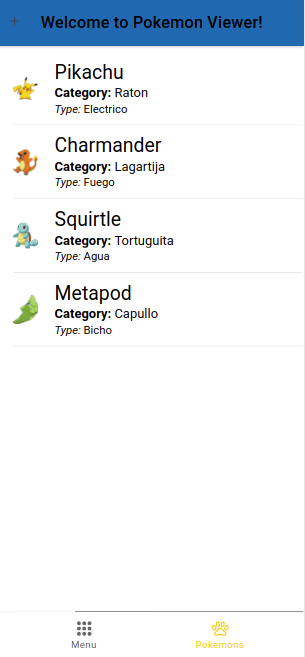 + Welcome to Pokemon Viewer!
Pikachu
Category: Raton
Type: Electrico
Charmander
Category: Lagartija
Type: Fuego
Squirtle
Category: Tortuguita
Type: Agua
Metapod
Category: Capullo
Type: Bicho
Menu
Pokemons